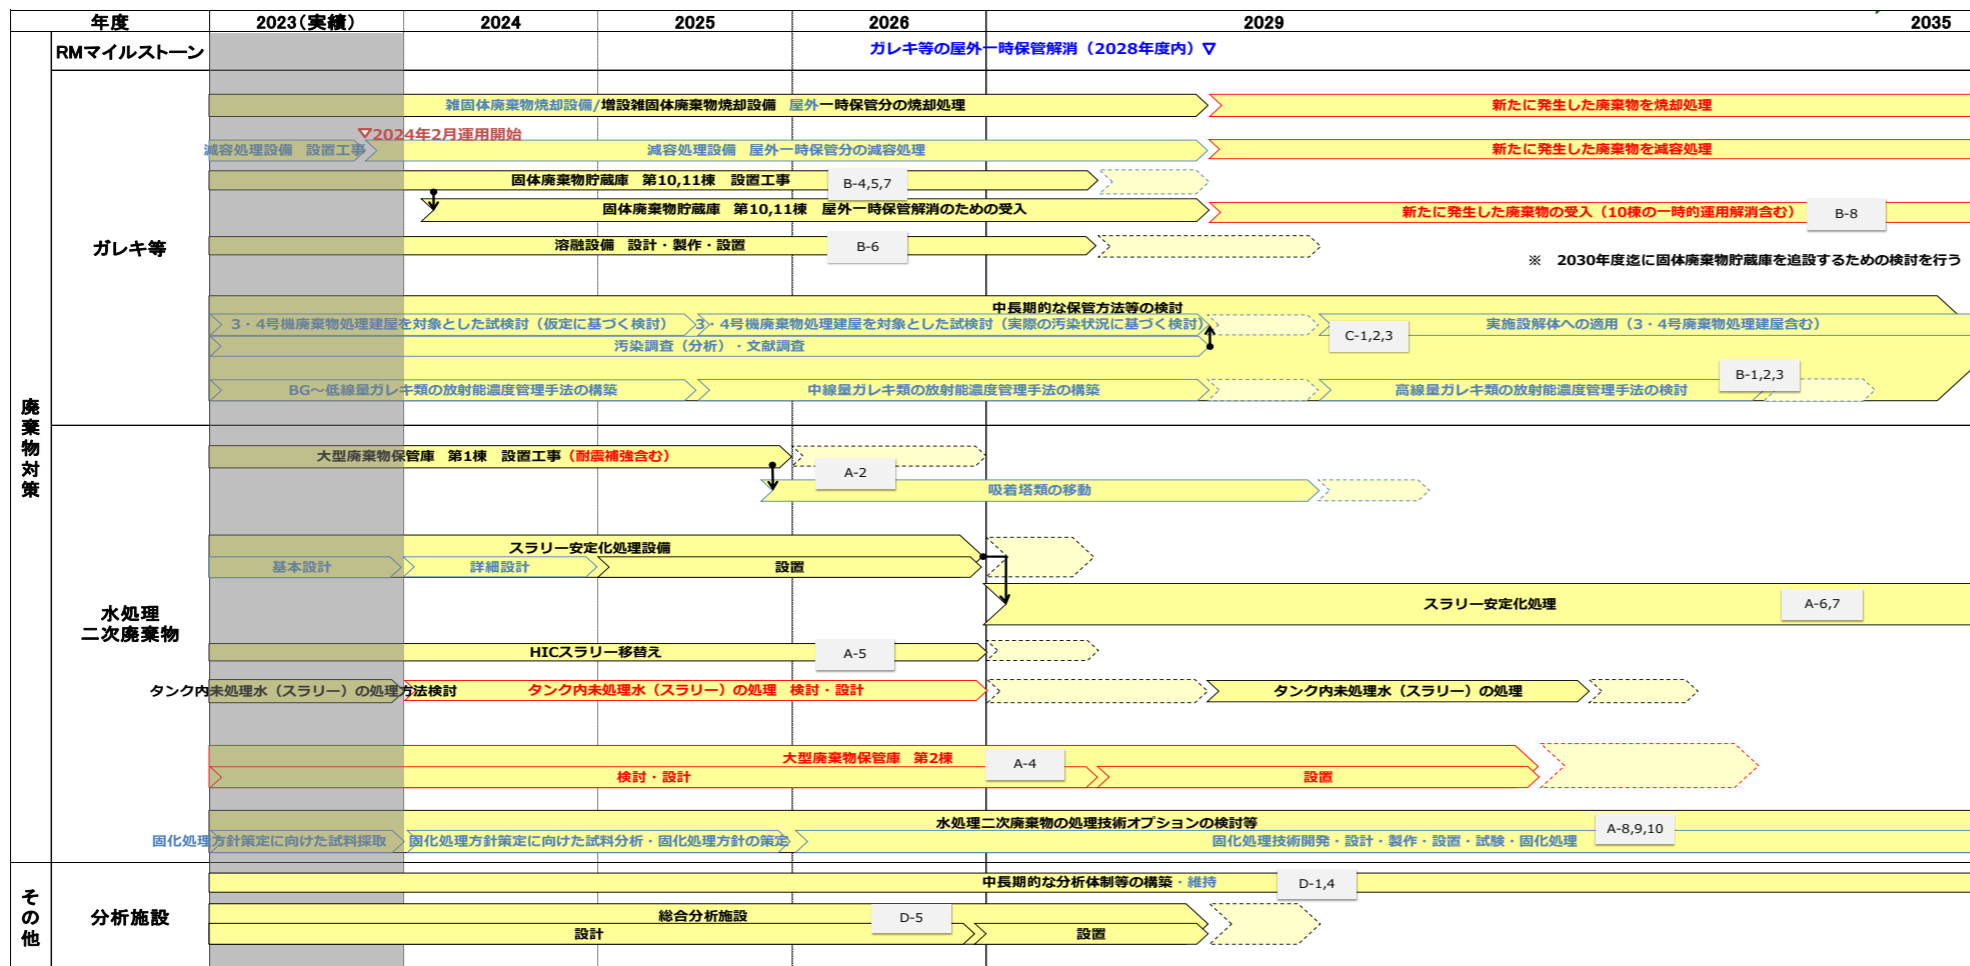 年度 2023(実績) 2024 2025 2026 2029 2035
廃棄物対策
RMマイルストーン
ガレキ等の屋外一時保管解消（2028年度内）▽
ガレキ等
雑固体廃棄物焼却設備/増設雑固体廃棄物焼却設備 屋外一時保管分の焼却処理
新たに発生した廃棄物を焼却処理
▽2024年2月運用開始
減容処理設備 設置工事
減容処理設備 屋外一時保管分の減容処理
新たに発生した廃棄物を減容処理
固体廃棄物貯蔵庫 第10,11棟 設置工事
B-4,5,7
固体廃棄物貯蔵庫 第10,11棟 屋外一時保管解消のための受入
新たに発生した廃棄物の受入（10棟の一時的運用解消含む）
B-8
溶融設備 設計・製作・設置
B-6
※ 2030年度迄に固体廃棄物貯蔵庫を追設するための検討を行う
中長期的な保管方法等の検討
3・4号機廃棄物処理建屋を対象とした試検討（仮定に基づく検討）
3・4号機廃棄物処理建屋を対象とした試検討（実際の汚染状況に基づく検討）
実施設解体への適用（3・4号廃棄物処理建屋含む）
C-1,2,3
汚染調査（分析）・文献調査
B-1,2,3
BG～低線量ガレキ類の放射能濃度管理手法の構築
中線量ガレキ類の放射能濃度管理手法の構築
高線量ガレキ類の放射能濃度管理手法の検討
水処理
二次廃棄物
大型廃棄物保管庫 第1棟 設置工事（耐震補強含む）
A-2
吸着塔類の移動
スラリー安定化処理設備
基本設計
詳細設計
設置
スラリー安定化処理
A-6,7
HICスラリー移替え
A-5
タンク内未処理水（スラリー）の処理方法検討
タンク内未処理水（スラリー）の処理 検討・設計
タンク内未処理水（スラリー）の処理
大型廃棄物保管庫 第2棟
A-4
検討・設計
設置
水処理二次廃棄物の処理技術オプションの検討等
A-8,9,10
固化処理方針策定に向けた試料採取
固化処理方針策定に向けた試料分析・固化処理方針の策定
固化処理技術開発・設計・製作・設置・試験・固化処理
その他
分析施設
中長期的な分析体制等の構築・維持
D-1,4
総合分析施設
D-5
設計
設置